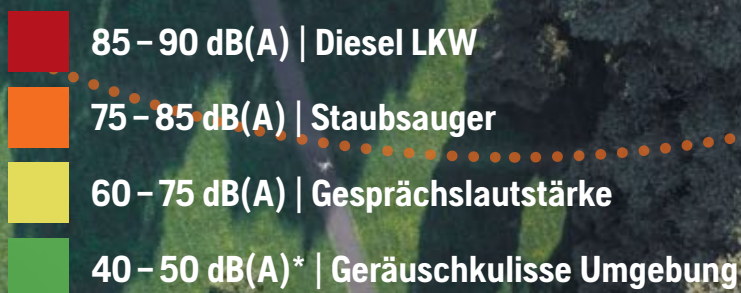 85 – 90 dB(A) | Diesel LKW
75 – 85 dB(A) | Staubsauger
60 – 75 dB(A) | Gesprächslautstärke
40 – 50 dB(A)* | Geräuschkulisse Umgebung